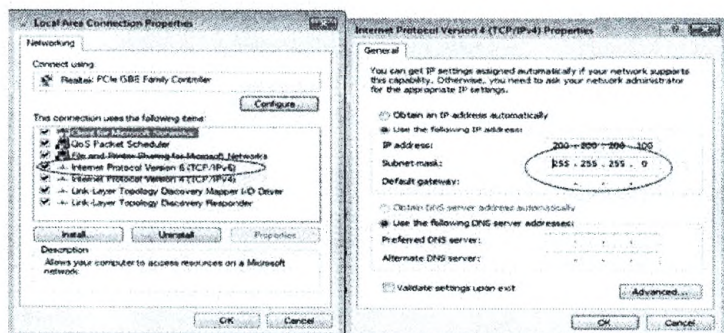 Local Area Connection Properties
Networking
Connect using:
Realtek PCIe GBE Family Controller
Configure...
This connection uses the following items:
Client for Microsoft Networks
QoS Packet Scheduler
File and Printer Sharing for Microsoft Networks
Internet Protocol Version 6 (TCP/IPv6)
Internet Protocol Version 4 (TCP/IPv4)
Link-Layer Topology Discovery Mapper I/O Driver
Link-Layer Topology Discovery Responder
Install...
Uninstall
Properties
Description
Allows your computer to access resources on a Microsoft
network.
OK
Cancel
Internet Protocol Version 4 (TCP/IPv4) Properties
General
You can get IP settings assigned automatically if your network supports
this capability. Otherwise, you need to ask your network administrator
for the appropriate IP settings.
Obtain an IP address automatically
Use the following IP address:
IP address: 200 . 200 . 200 . 100
Subnet mask: 255 . 255 . 255 . 0
Default gateway: . . .
Obtain DNS server address automatically
Use the following DNS server addresses:
Preferred DNS server: . . .
Alternate DNS server: . . .
Validate settings upon exit
Advanced...
OK
Cancel